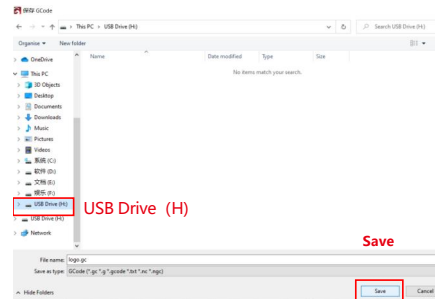 保存 GCode
This PC › USB Drive (H:)
Search USB Drive (H:)
Organise
New folder
Name
Date modified
Type
Size
No items match your search.
OneDrive
This PC
3D Objects
Desktop
Documents
Downloads
Music
Pictures
Videos
系统 (C:)
软件 (D:)
文档 (E:)
娱乐 (F:)
USB Drive (H:)
USB Drive (H)
USB Drive (H:)
Network
Save
File name: logo.gc
Save as type: GCode (*.gc *.g *.gcode *.txt *.nc *.ngc)
Hide Folders
Save
Cancel